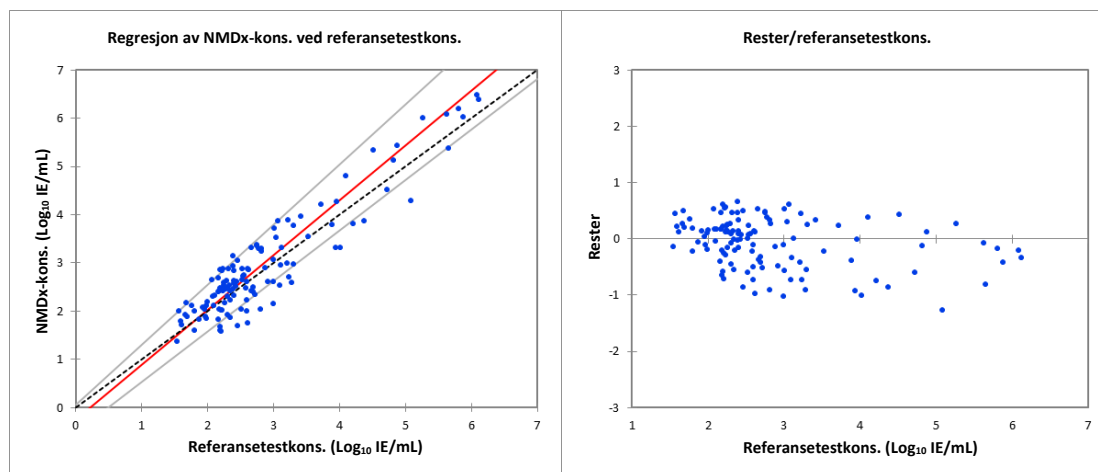 Regresjon av NMDx-kons. ved referansetestkons.
NMDx-kons. (Log₁₀ IE/mL)
7
6
5
4
3
2
1
0
0 1 2 3 4 5 6 7
Referansetestkons. (Log₁₀ IE/mL)
Rester/referansetestkons.
Rester
3
2
1
0
-1
-2
-3
1 2 3 4 5 6 7
Referansetestkons. (Log₁₀ IE/mL)